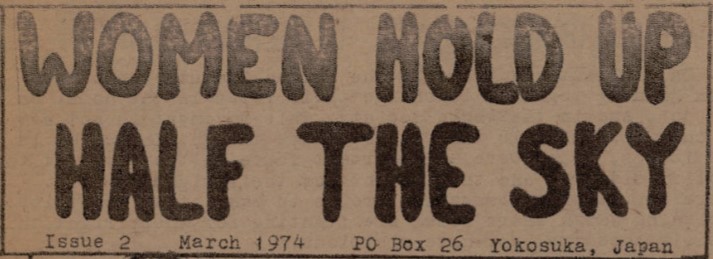 WOMEN HOLD UP
HALF THE SKY
Issue 2 March 1974 PO Box 26 Yokosuka, Japan